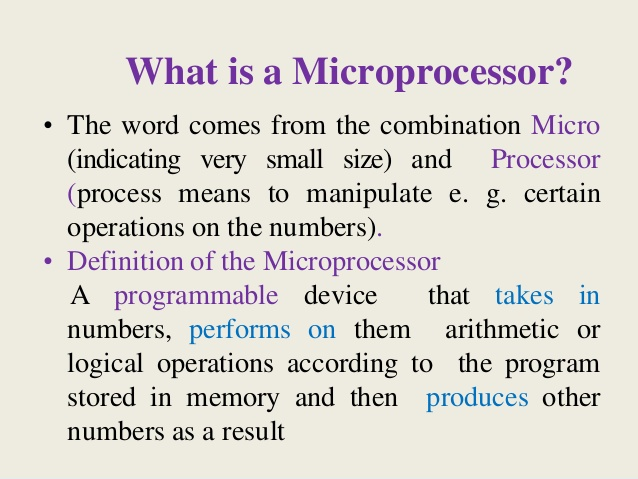 What is a Microprocessor?
• The word comes from the combination Micro
(indicating very small size) and Processor
(process means to manipulate e. g. certain
operations on the numbers).
• Definition of the Microprocessor
A programmable device that takes in
numbers, performs on them arithmetic or
logical operations according to the program
stored in memory and then produces other
numbers as a result